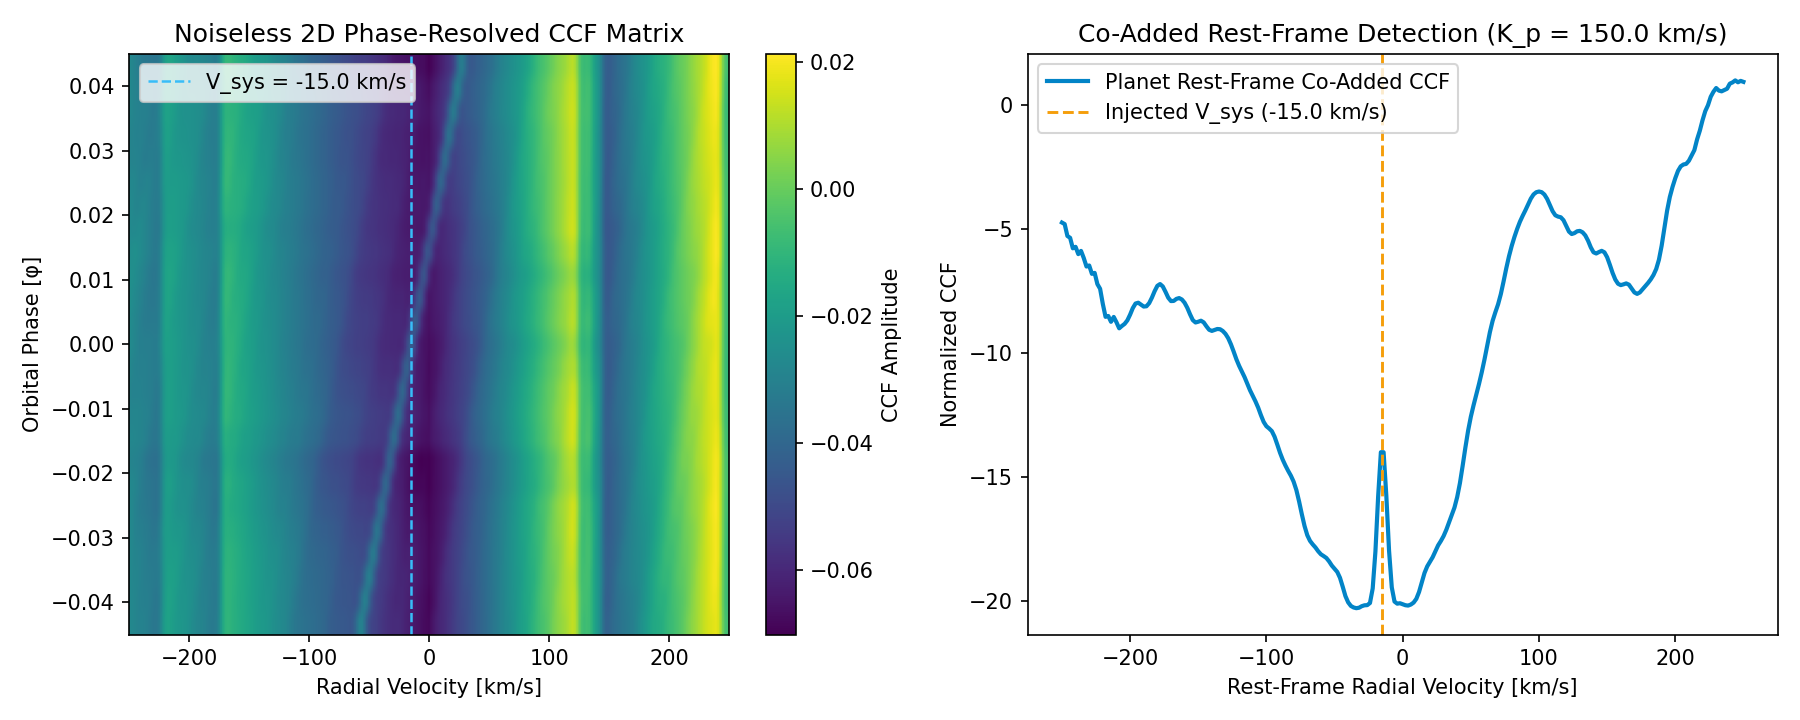 Noiseless 2D Phase-Resolved CCF Matrix
V_sys = -15.0 km/s
Orbital Phase [φ]
0.04
0.03
0.02
0.01
0.00
−0.01
−0.02
−0.03
−0.04
−200
−100
0
100
200
Radial Velocity [km/s]
0.02
0.00
−0.02
−0.04
−0.06
CCF Amplitude
Co-Added Rest-Frame Detection (K_p = 150.0 km/s)
Planet Rest-Frame Co-Added CCF
Injected V_sys (-15.0 km/s)
Normalized CCF
0
−5
−10
−15
−20
−200
−100
0
100
200
Rest-Frame Radial Velocity [km/s]